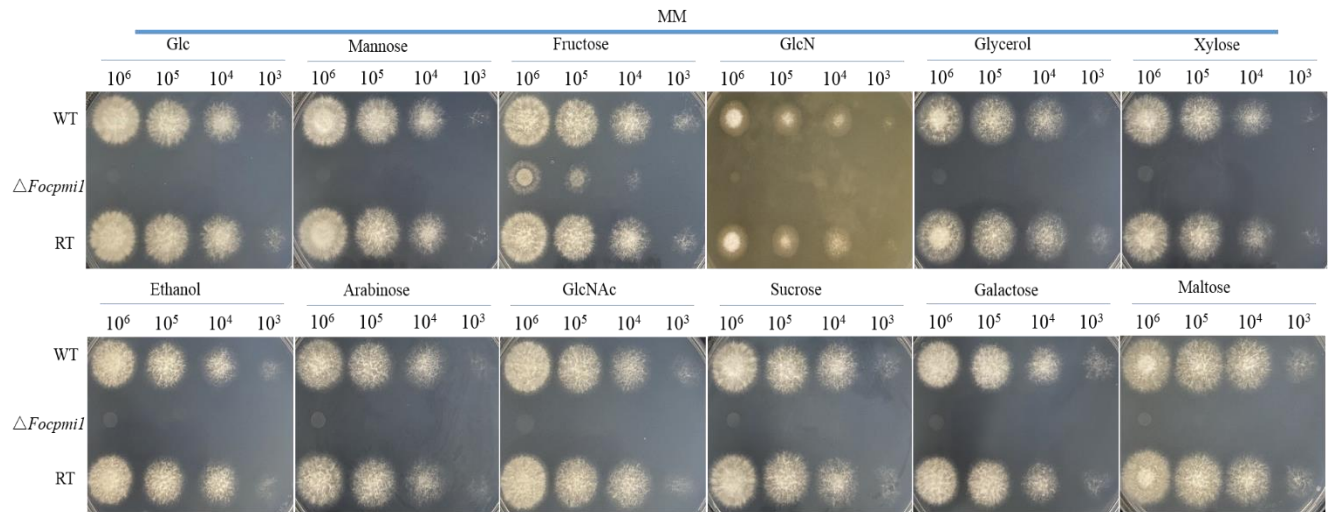 MM
Glc Mannose Fructose GlcN Glycerol Xylose
10⁶ 10⁵ 10⁴ 10³ 10⁶ 10⁵ 10⁴ 10³ 10⁶ 10⁵ 10⁴ 10³ 10⁶ 10⁵ 10⁴ 10³ 10⁶ 10⁵ 10⁴ 10³ 10⁶ 10⁵ 10⁴ 10³
WT
△Focpmi1
RT
Ethanol Arabinose GlcNAc Sucrose Galactose Maltose
10⁶ 10⁵ 10⁴ 10³ 10⁶ 10⁵ 10⁴ 10³ 10⁶ 10⁵ 10⁴ 10³ 10⁶ 10⁵ 10⁴ 10³ 10⁶ 10⁵ 10⁴ 10³ 10⁶ 10⁵ 10⁴ 10³
WT
△Focpmi1
RT